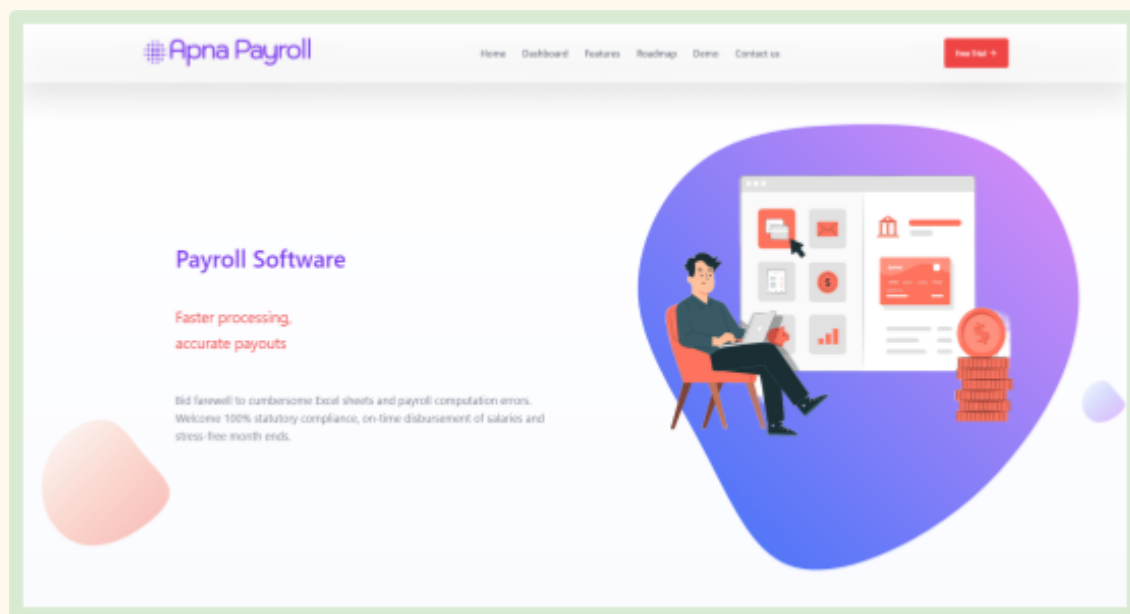 Apna Payroll
Home Dashboard Features Roadmap Demo Contact us
Free Trial
Payroll Software
Faster processing,
accurate payouts
Bid farewell to cumbersome Excel sheets and payroll computation errors.
Welcome 100% statutory compliance, on-time disbursement of salaries and
stress-free month ends.
$
$